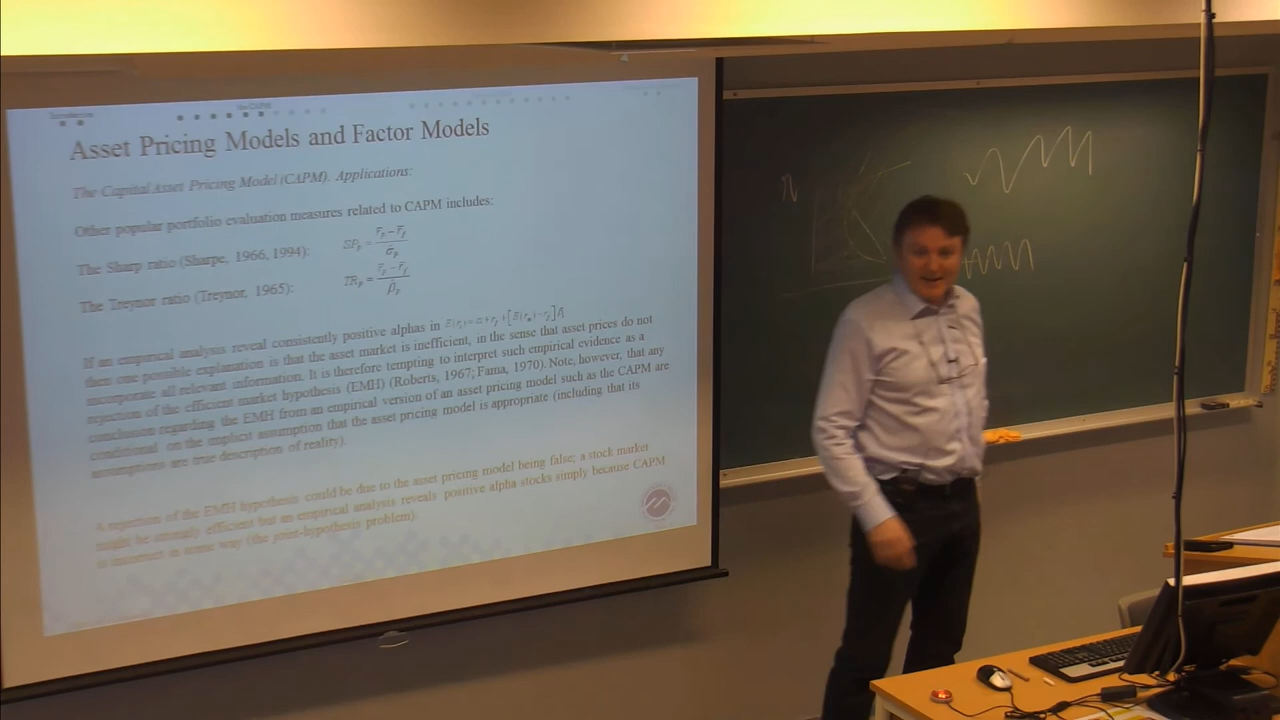 Introduction
the CAPM
Asset Pricing Models and Factor Models
The Capital Asset Pricing Model (CAPM). Applications:
Other popular portfolio evaluation measures related to CAPM includes:
The Sharp ratio (Sharpe, 1966, 1994):
The Treynor ratio (Treynor, 1965):
If an empirical analysis reveal consistently positive alphas in
then one possible explanation is that the asset market is inefficient, in the sense that asset prices do not
incorporate all relevant information. It is therefore tempting to interpret such empirical evidence as a
rejection of the efficient market hypothesis (EMH) (Roberts, 1967; Fama, 1970). Note, however, that any
conclusion regarding the EMH from an empirical version of an asset pricing model such as the CAPM are
conditional on the implicit assumption that the asset pricing model is appropriate (including that its
assumptions are true description of reality).
A rejection of the EMH hypothesis could be due to the asset pricing model being false; a stock market
might be strongly efficient but an empirical analysis reveals positive alpha stocks simply because CAPM
is incorrect in some way (the joint-hypothesis problem)